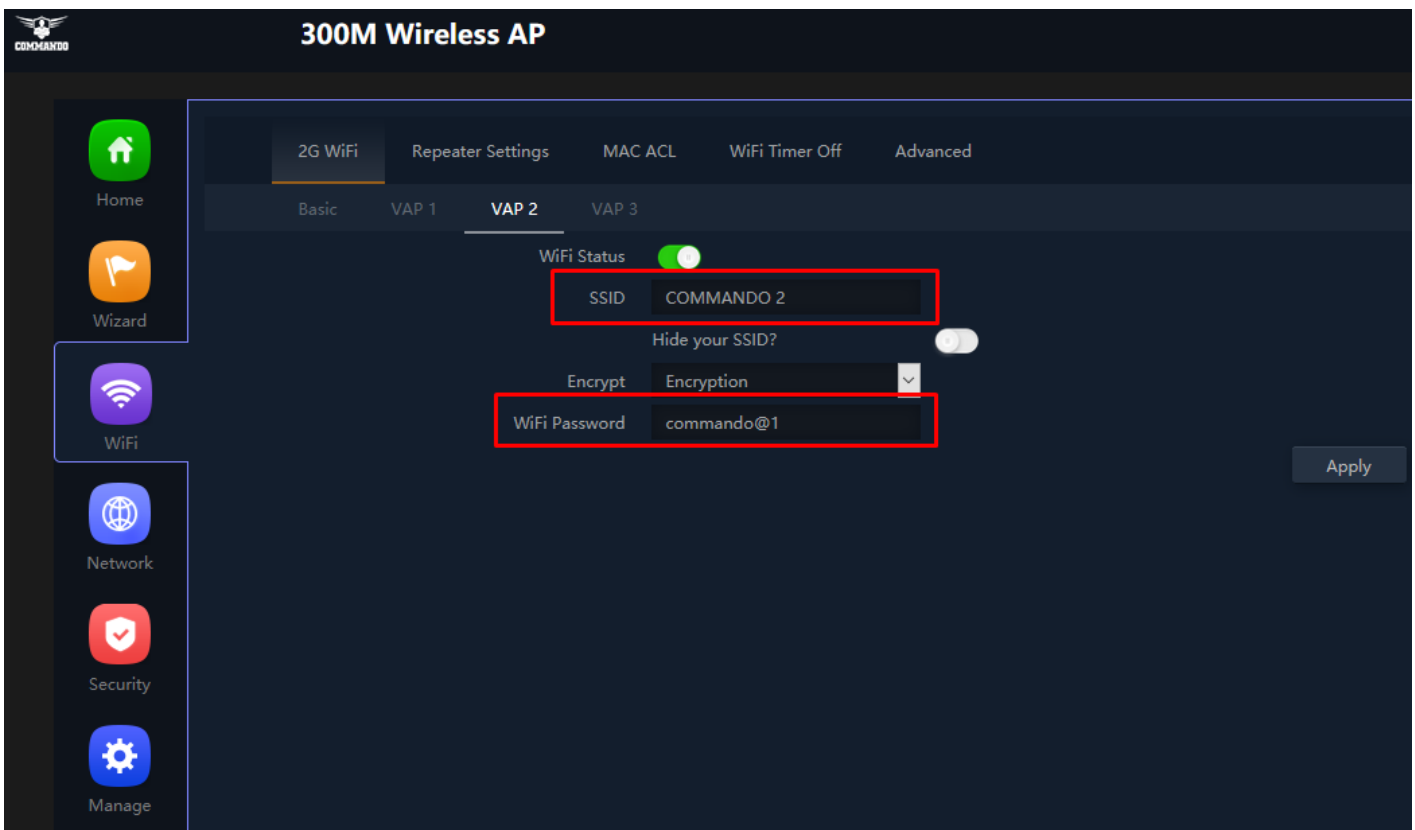 COMMANDO
300M Wireless AP
Home
Wizard
WiFi
Network
Security
Manage
2G WiFi Repeater Settings MAC ACL WiFi Timer Off Advanced
Basic VAP 1 VAP 2 VAP 3
WiFi Status
SSID COMMANDO 2
Hide your SSID?
Encrypt Encryption
WiFi Password commando@1
Apply